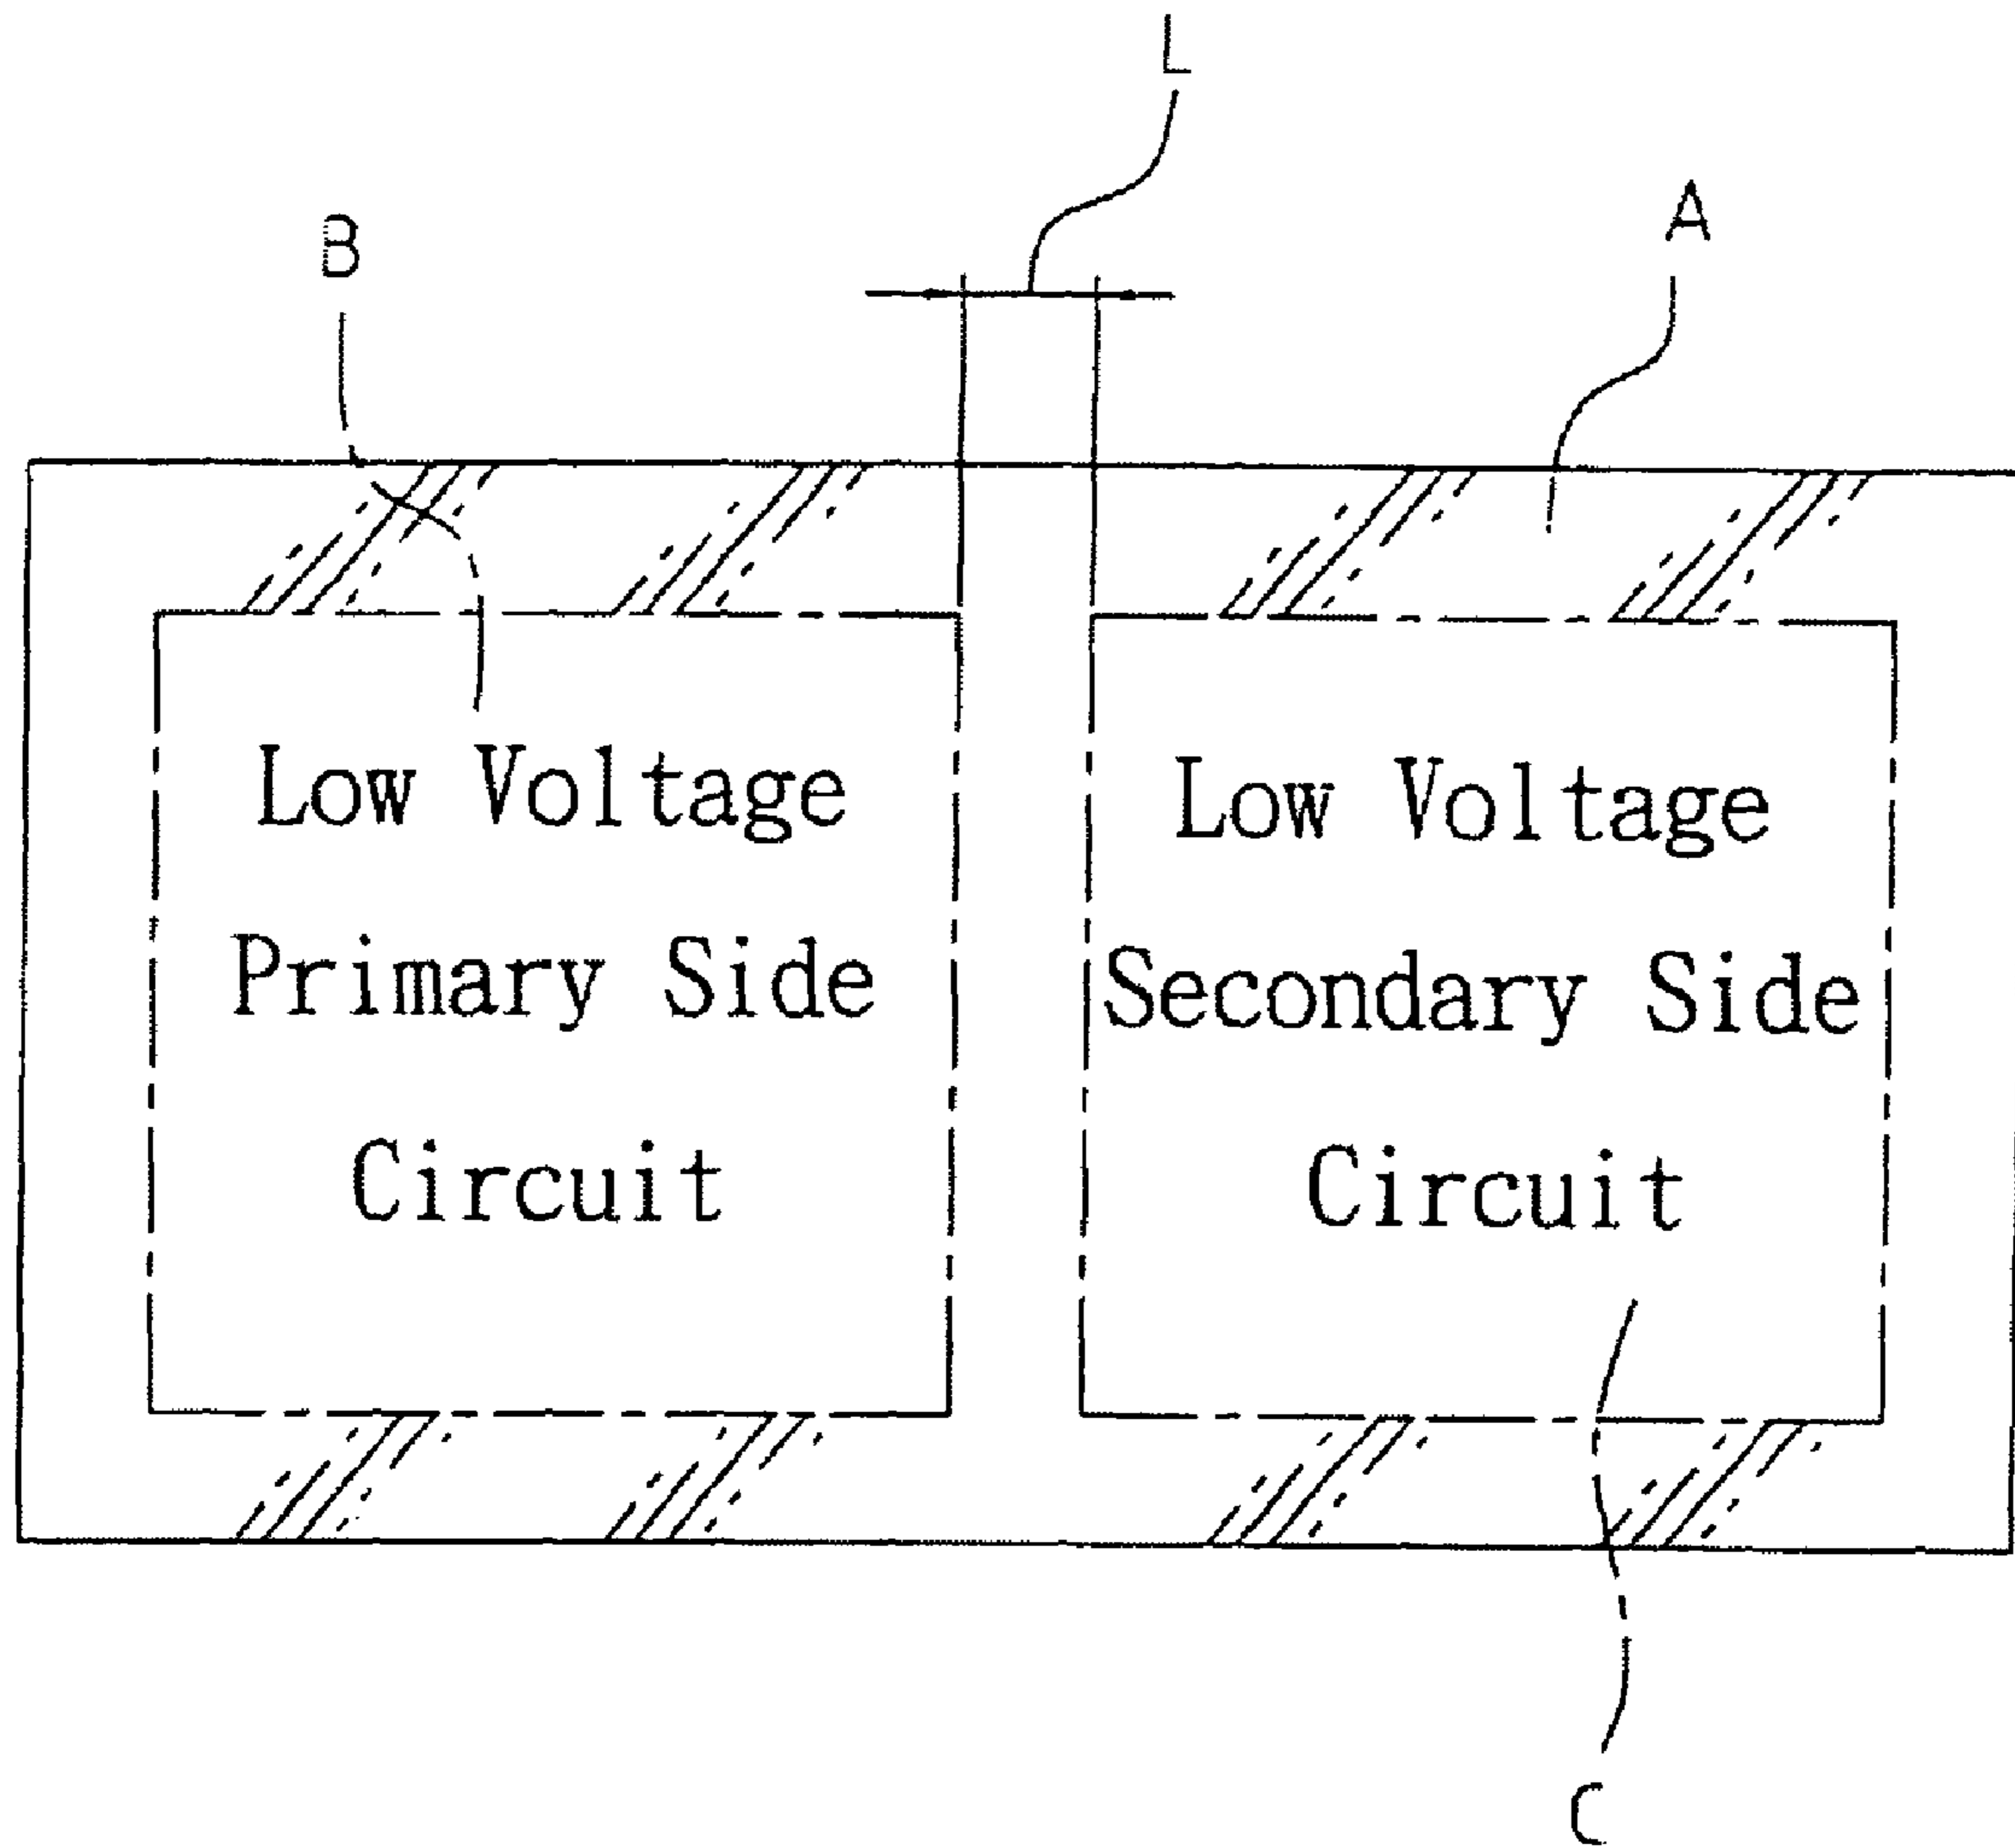 L
B
A
Low Voltage
Primary Side
Circuit
Low Voltage
Secondary Side
Circuit
C